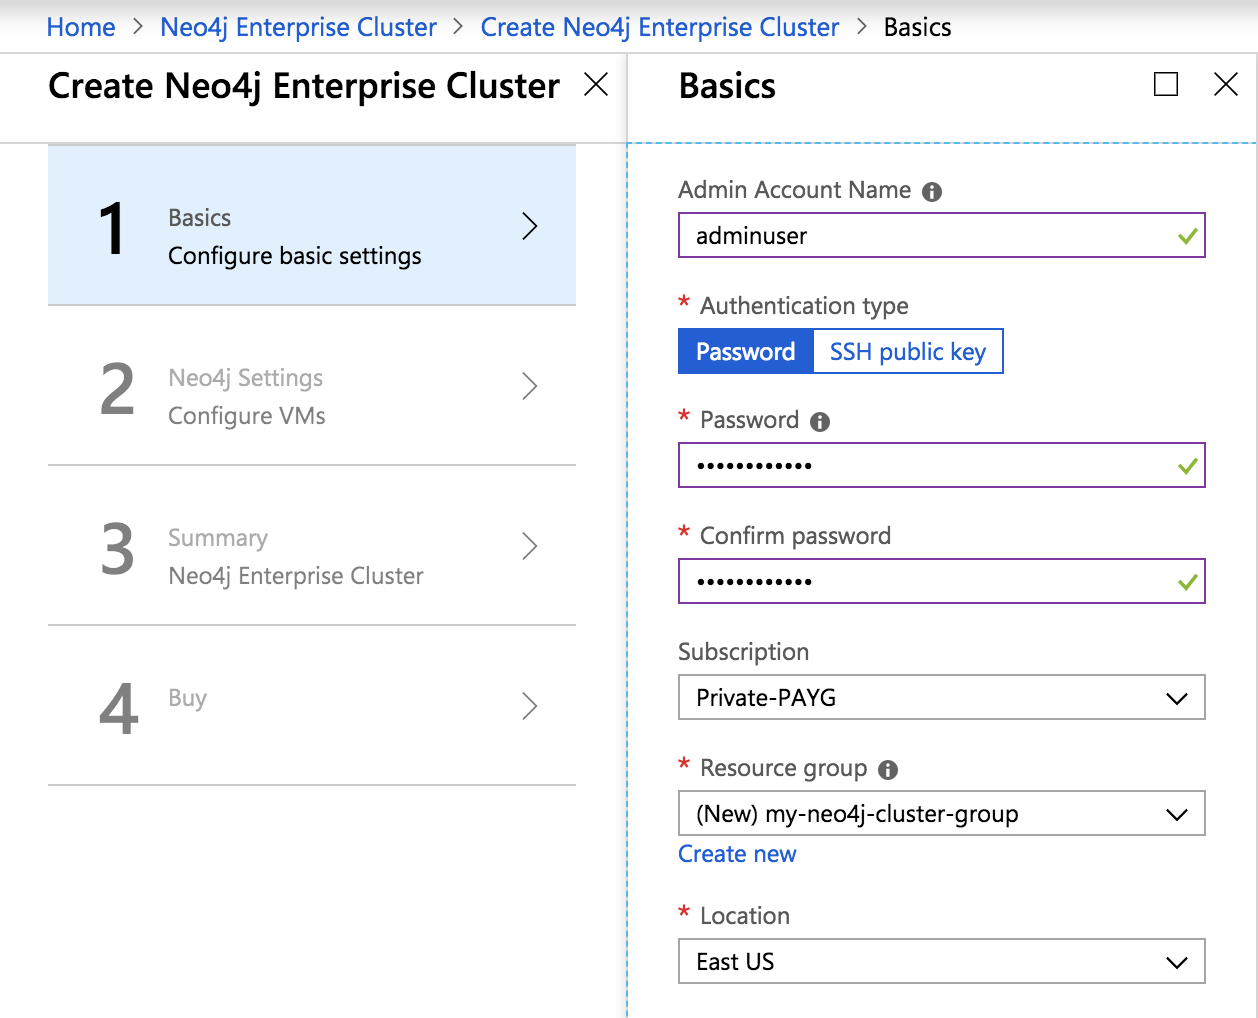 Home > Neo4j Enterprise Cluster > Create Neo4j Enterprise Cluster > Basics
Create Neo4j Enterprise Cluster
1
Basics
Configure basic settings
2
Neo4j Settings
Configure VMs
3
Summary
Neo4j Enterprise Cluster
4
Buy
Basics
Admin Account Name
adminuser
* Authentication type
Password SSH public key
* Password
••••••••••••
* Confirm password
••••••••••••
Subscription
Private-PAYG
* Resource group
(New) my-neo4j-cluster-group
Create new
* Location
East US